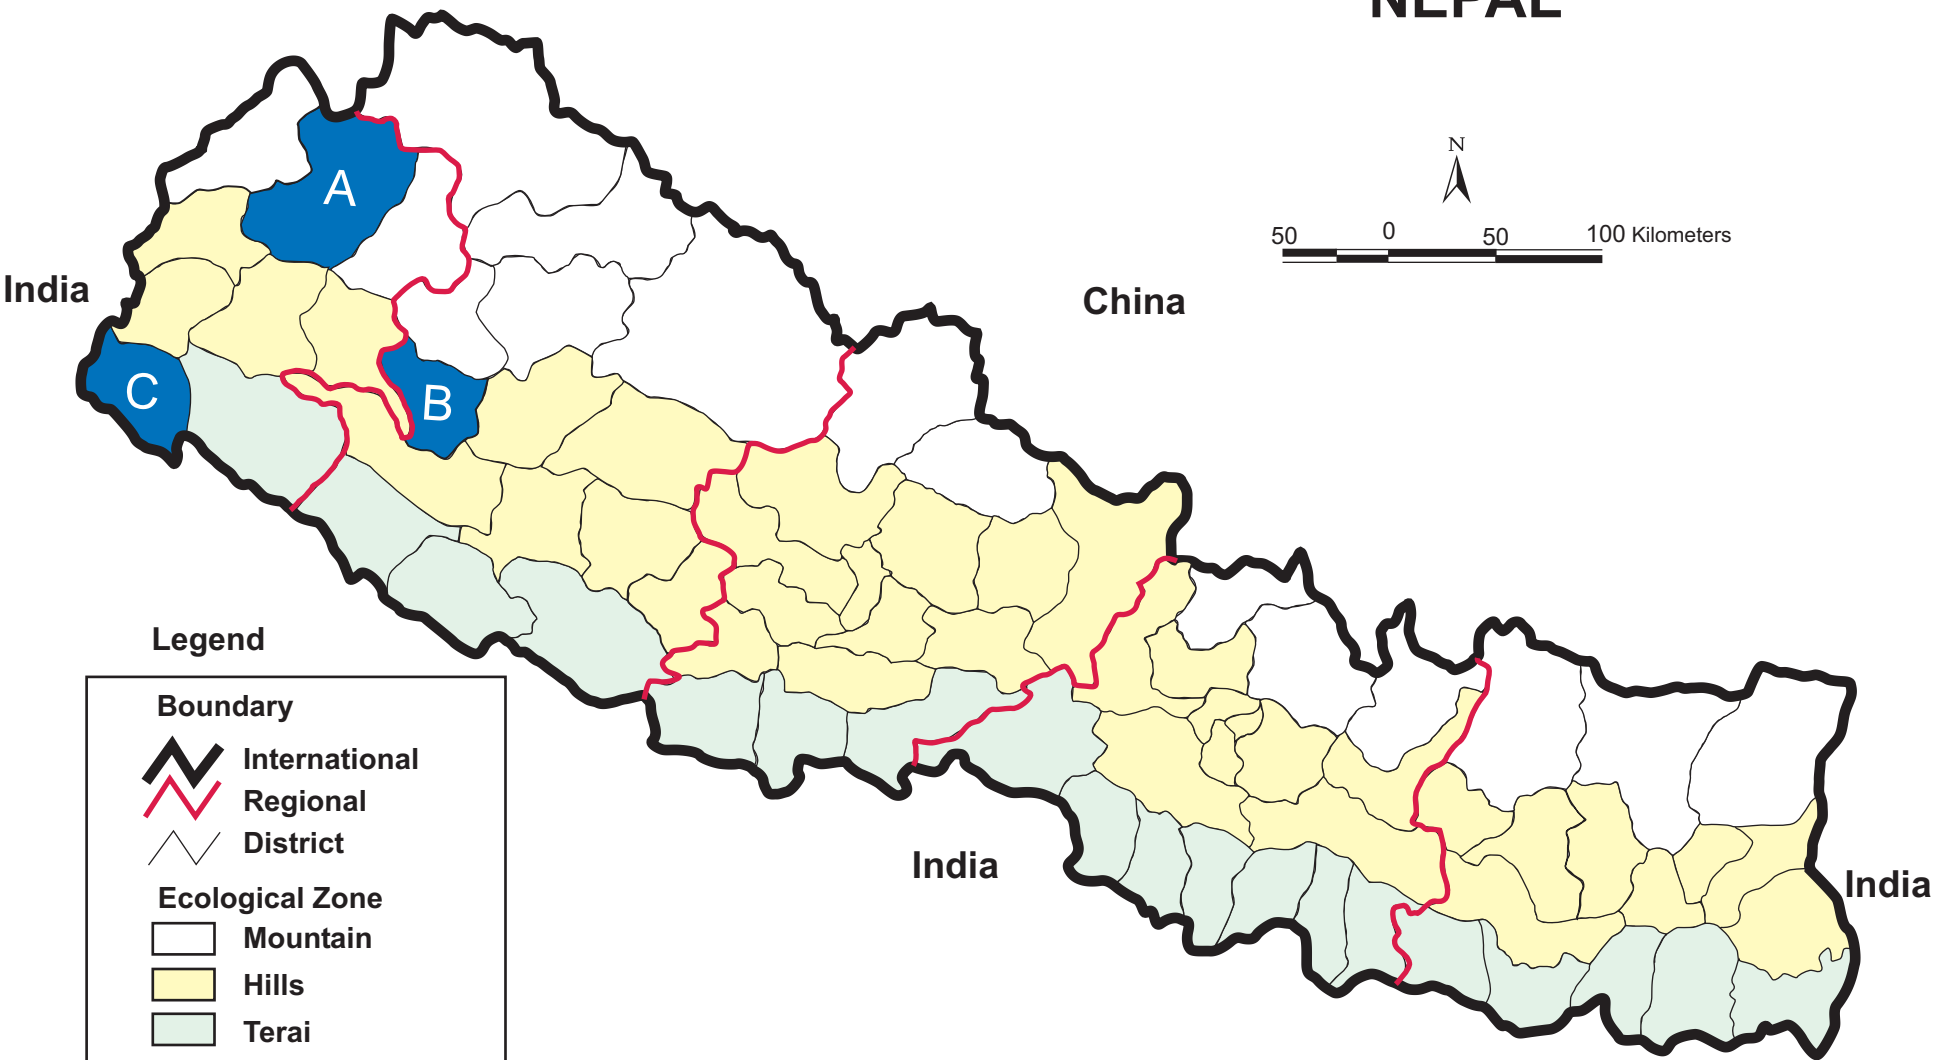 NEPAL
A
N
50 0 50 100 Kilometers
India
China
C
B
Legend
Boundary
International
Regional
District
India
India
Ecological Zone
Mountain
Hills
Terai